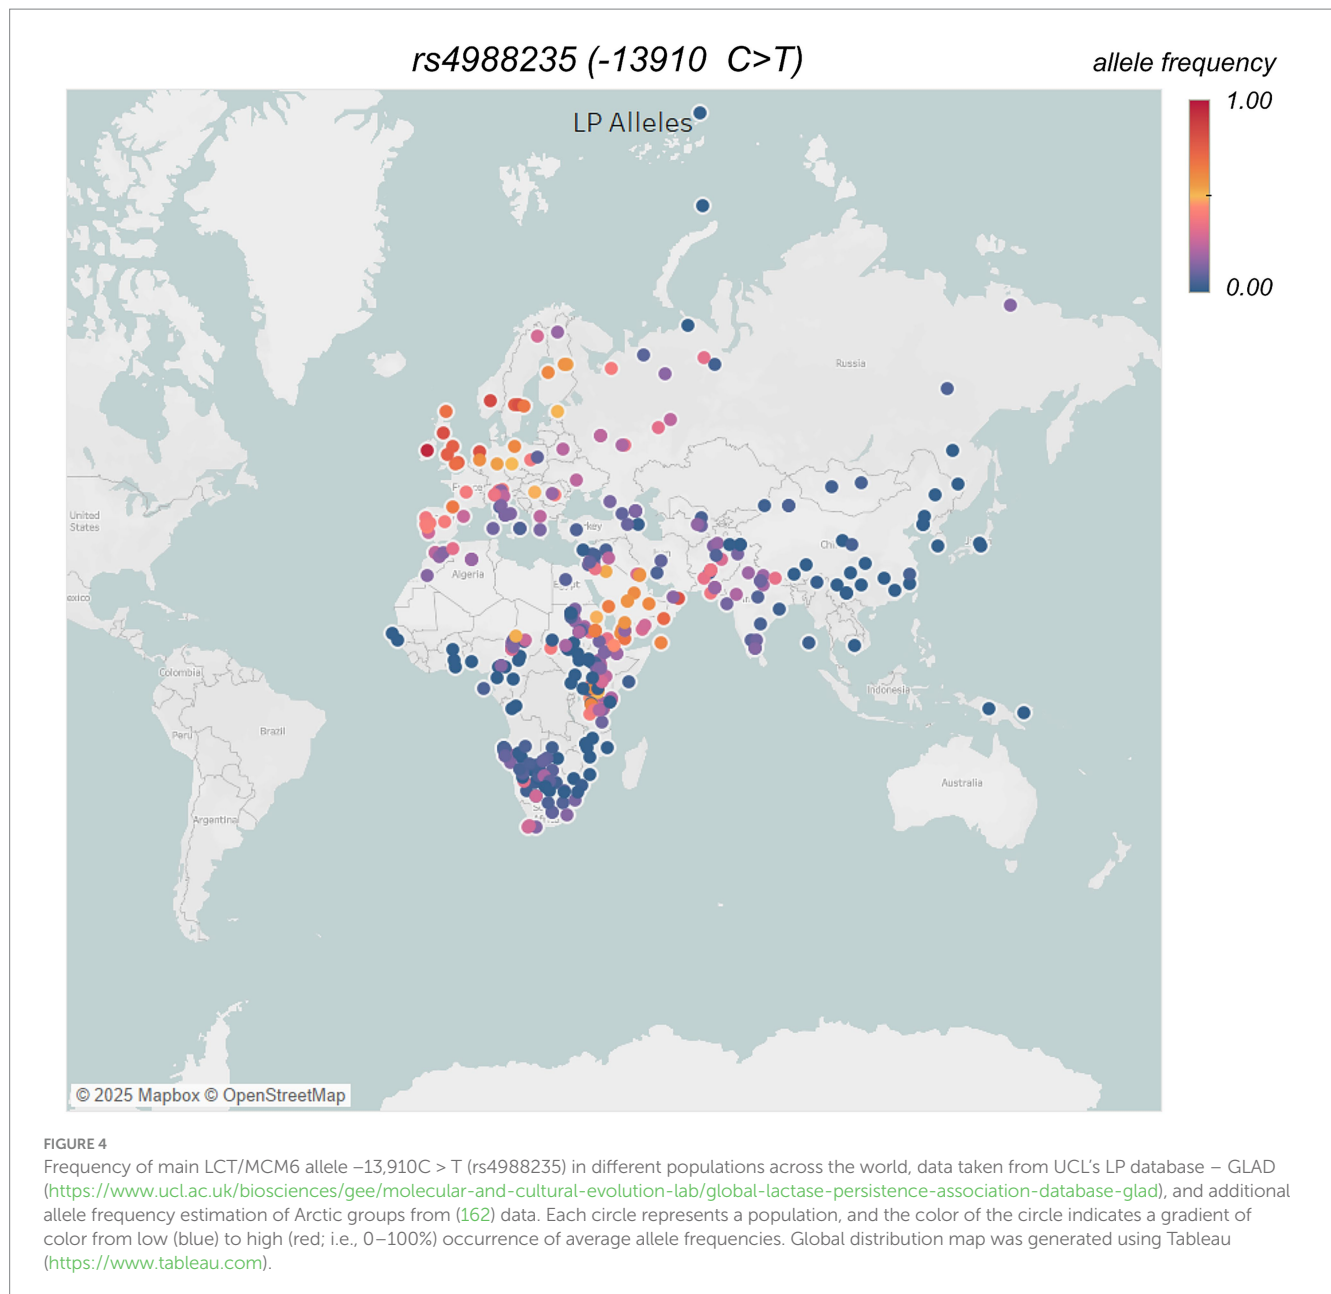 rs4988235 (-13910 C>T)
allele frequency
1.00
0.00
LP Alleles
Russia
United
States
Algeria
Colombia
Peru
Brazil
Argentina
Indonesia
Australia
© 2025 Mapbox © OpenStreetMap
FIGURE 4
Frequency of main LCT/MCM6 allele –13,910C > T (rs4988235) in different populations across the world, data taken from UCL's LP database – GLAD
(https://www.ucl.ac.uk/biosciences/gee/molecular-and-cultural-evolution-lab/global-lactase-persistence-association-database-glad), and additional
allele frequency estimation of Arctic groups from (162) data. Each circle represents a population, and the color of the circle indicates a gradient of
color from low (blue) to high (red; i.e., 0–100%) occurrence of average allele frequencies. Global distribution map was generated using Tableau
(https://www.tableau.com).